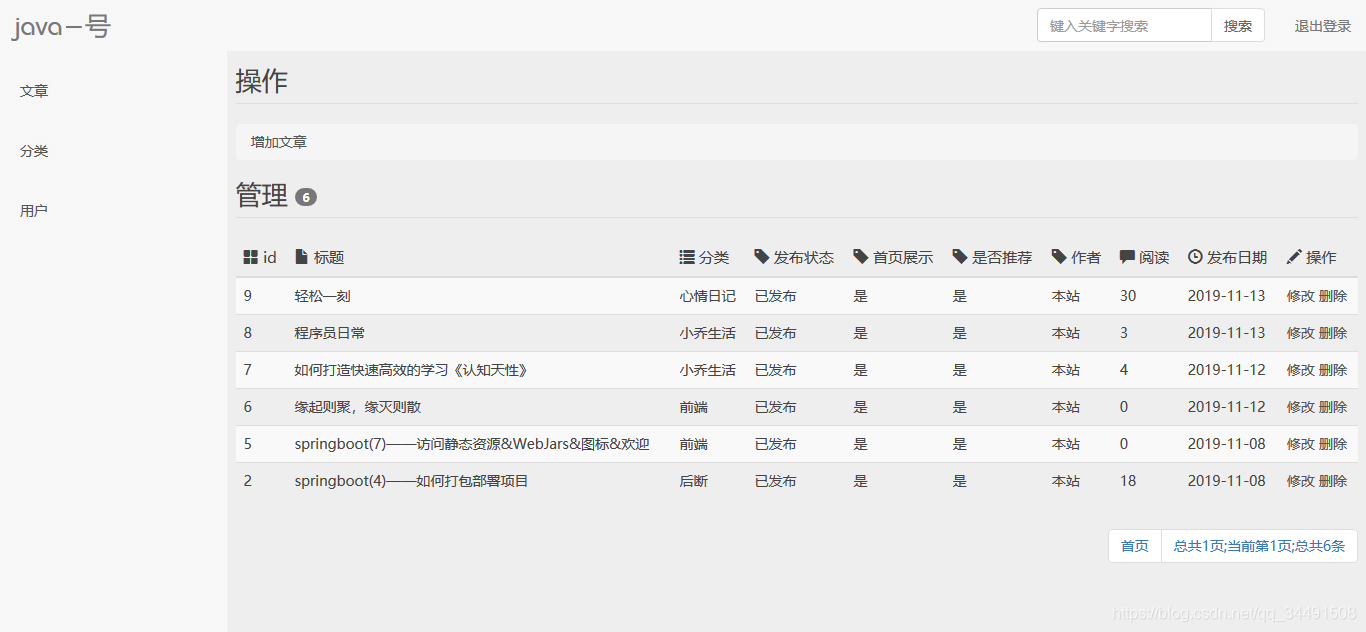 java一号
键入关键字搜索 搜索 退出登录
文章
分类
用户
操作
增加文章
管理 6
id 标题 分类 发布状态 首页展示 是否推荐 作者 阅读 发布日期 操作
9 轻松一刻 心情日记 已发布 是 是 本站 30 2019-11-13 修改 删除
8 程序员日常 小乔生活 已发布 是 是 本站 3 2019-11-13 修改 删除
7 如何打造快速高效的学习《认知天性》 小乔生活 已发布 是 是 本站 4 2019-11-12 修改 删除
6 缘起则聚，缘灭则散 前端 已发布 是 是 本站 0 2019-11-12 修改 删除
5 springboot(7)——访问静态资源&WebJars&图标&欢迎 前端 已发布 是 是 本站 0 2019-11-08 修改 删除
2 springboot(4)——如何打包部署项目 后断 已发布 是 是 本站 18 2019-11-08 修改 删除
首页 总共1页;当前第1页;总共6条
https://blog.csdn.net/qq_34491508